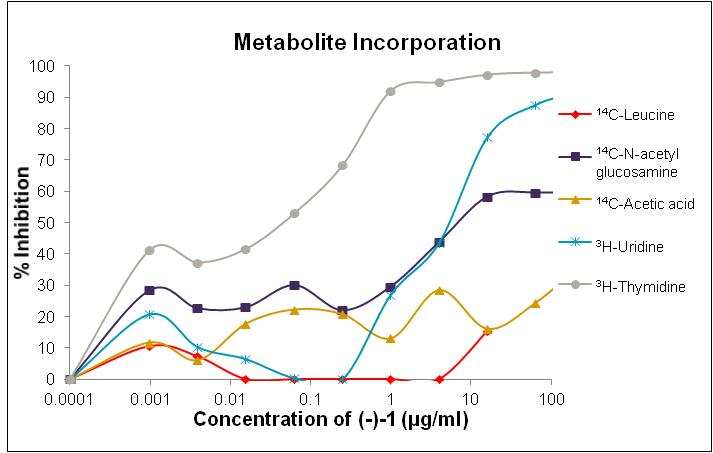 Metabolite Incorporation
% Inhibition
100
90
80
70
60
50
40
30
20
10
0
0.0001 0.001 0.01 0.1 1 10 100
Concentration of (-)-1 (µg/ml)
¹⁴C-Leucine
¹⁴C-N-acetyl
glucosamine
¹⁴C-Acetic acid
³H-Uridine
³H-Thymidine